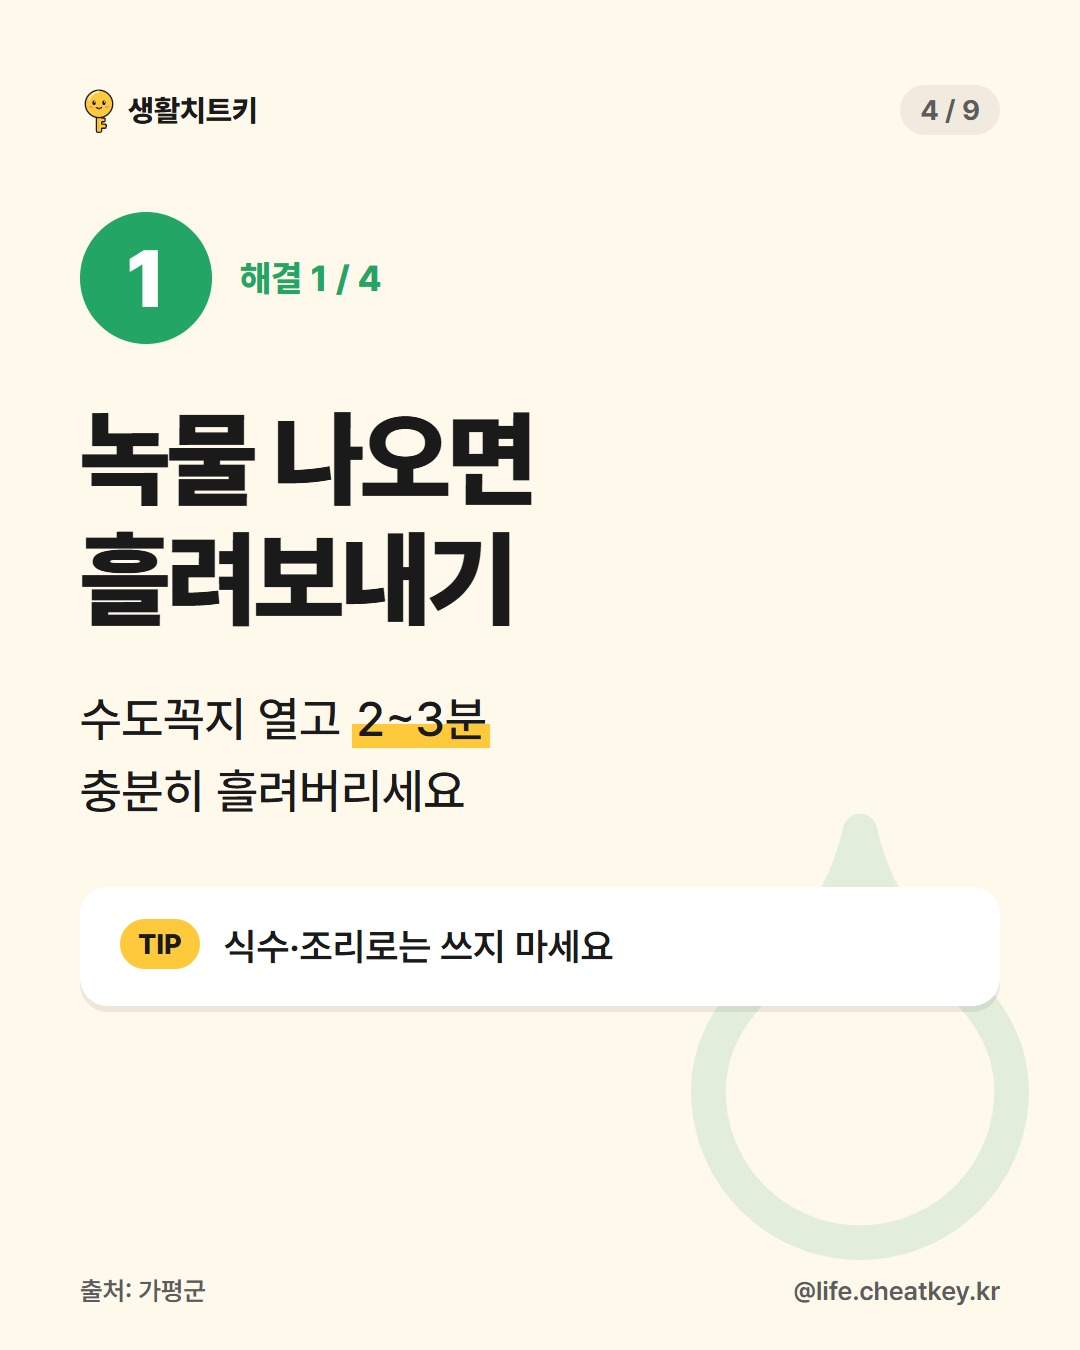 생활치트키
4 / 9
1
해결 1 / 4
녹물 나오면
흘려보내기
수도꼭지 열고 2~3분
충분히 흘려버리세요
TIP
식수·조리로는 쓰지 마세요
출처: 가평군
@life.cheatkey.kr